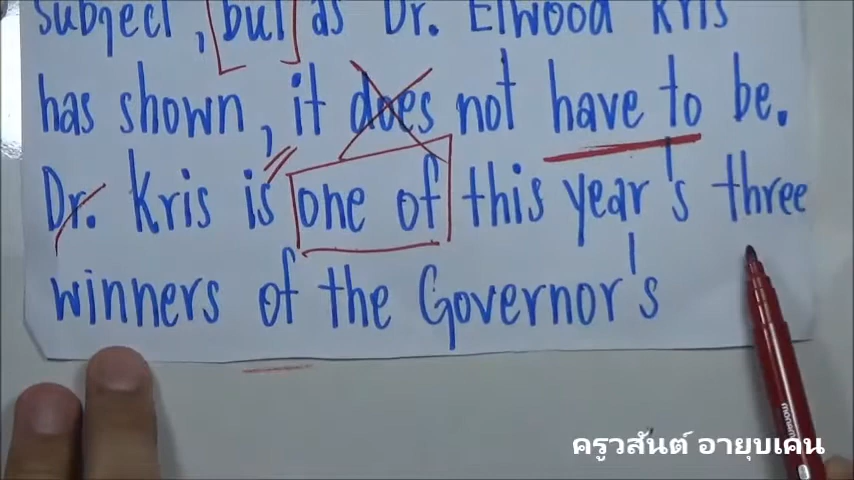 subject, but as Dr. Elwood Kris
has shown, it does not have to be.
Dr. Kris is one of this year's three
winners of the Governor's
ครูวสันต์ อายุบเคน